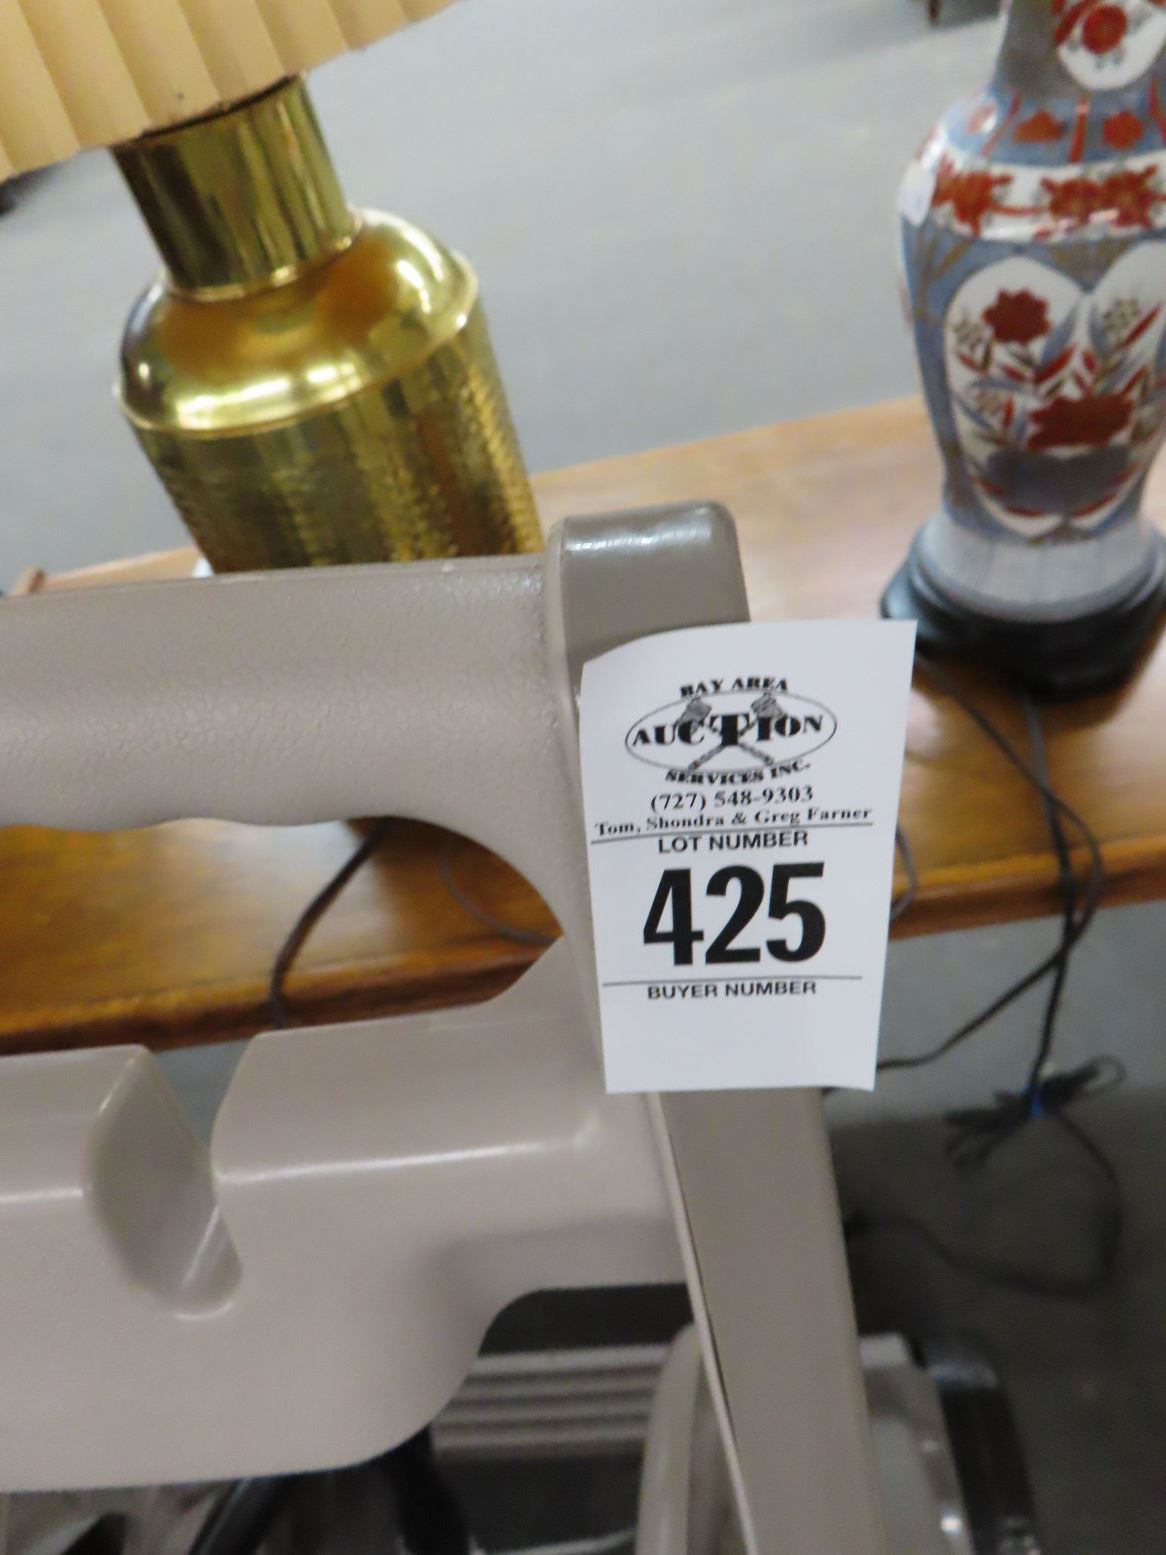 BAY AREA
AUCTION
SERVICES INC.
(727) 548-9303
Tom, Shondra & Greg Farner
LOT NUMBER
425
BUYER NUMBER